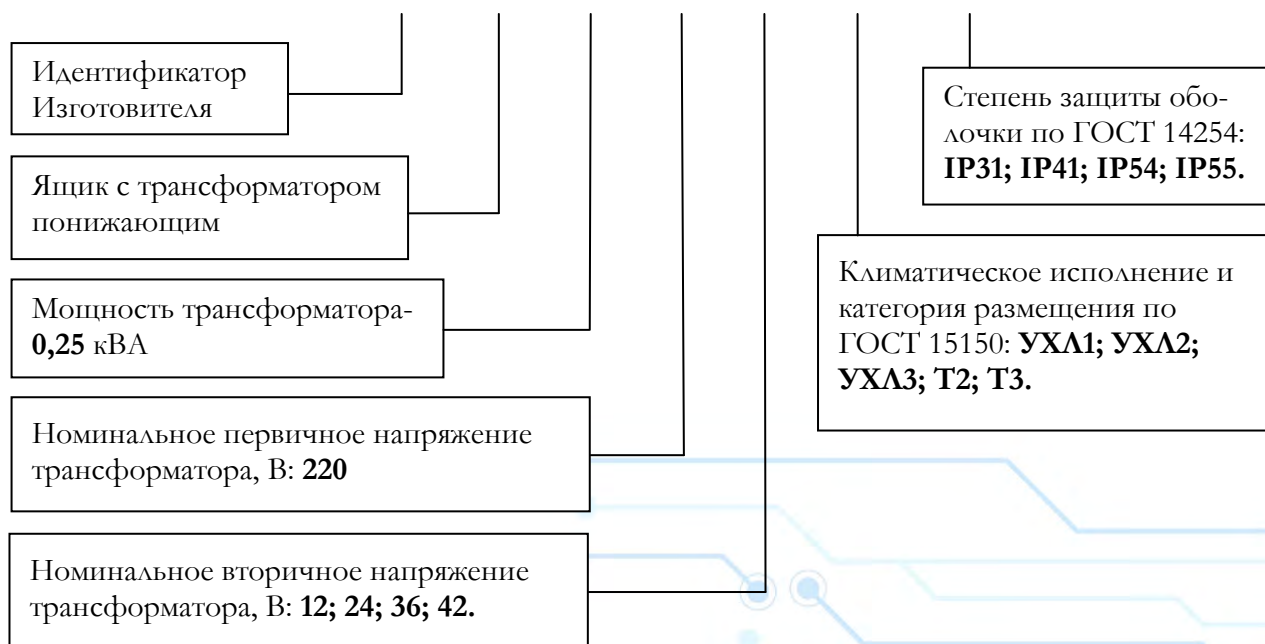 Идентификатор
Изготовителя
Ящик с трансформатором
понижающим
Мощность трансформатора-
0,25 кВА
Номинальное первичное напряжение
трансформатора, В: 220
Номинальное вторичное напряжение
трансформатора, В: 12; 24; 36; 42.
Степень защиты обо-
лочки по ГОСТ 14254:
IP31; IP41; IP54; IP55.
Климатическое исполнение и
категория размещения по
ГОСТ 15150: УХЛ1; УХЛ2;
УХЛ3; Т2; Т3.